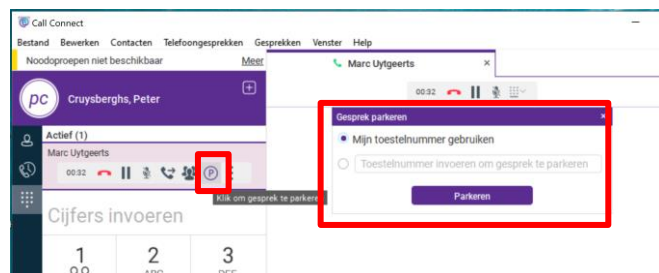 Call Connect
Bestand Bewerken Contacten Telefoongesprekken Gesprekken Venster Help
Noodoproepen niet beschikbaar Meer
Marc Uytgeerts ×
pc Cruysberghs, Peter
00:32
Gesprek parkeren ×
Mijn toestelnummer gebruiken
Actief (1)
Marc Uytgeerts
Toestelnummer invoeren om gesprek te parkeren
00:32 P
Klik om gesprek te parkeren
Parkeren
Cijfers invoeren
1 2 3